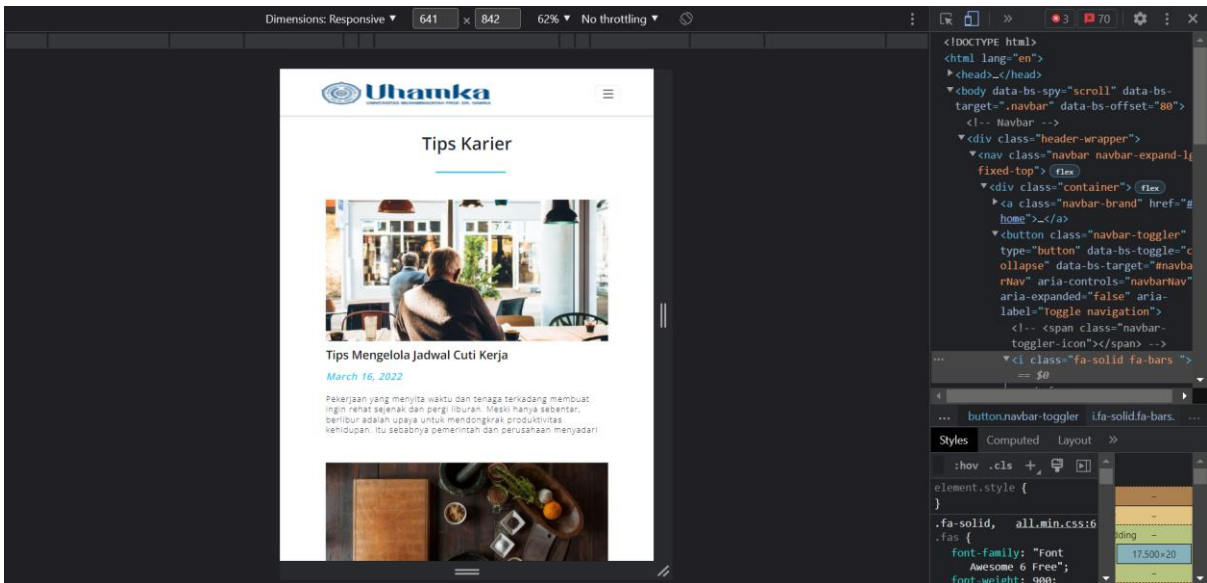 Dimensions: Responsive ▼ 641 × 842 62% ▼ No throttling ▼
» 3 70
Uhamka
UNIVERSITAS MUHAMMADIYAH PROF. DR. HAMKA
Tips Karier
Tips Mengelola Jadwal Cuti Kerja
March 16, 2022
Pekerjaan yang menyita waktu dan tenaga terkadang membuat
ingin rehat sejenak dan pergi liburan. Meski hanya sebentar,
berlibur adalah upaya untuk mendongkrak produktivitas
kehidupan. Itu sebabnya pemerintah dan perusahaan menyadari
<!DOCTYPE html>
<html lang="en">
▶<head>…</head>
▼<body data-bs-spy="scroll" data-bs-
target=".navbar" data-bs-offset="80">
<!-- Navbar -->
▼<div class="header-wrapper">
▼<nav class="navbar navbar-expand-lg
fixed-top"> flex
▼<div class="container"> flex
▶<a class="navbar-brand" href="#
home">…</a>
▼<button class="navbar-toggler"
type="button" data-bs-toggle="c
ollapse" data-bs-target="#navba
rNav" aria-controls="navbarNav"
aria-expanded="false" aria-
label="Toggle navigation">
<!-- <span class="navbar-
toggler-icon"></span> -->
… ▼<i class="fa-solid fa-bars ">
== $0
… button.navbar-toggler i.fa-solid.fa-bars. …
Styles Computed Layout »
:hov .cls +
element.style {
}
.fa-solid, all.min.css:6
.fas {
font-family: "Font
Awesome 6 Free";
font-weight: 900;
–
–
dding –
17.500×20
–